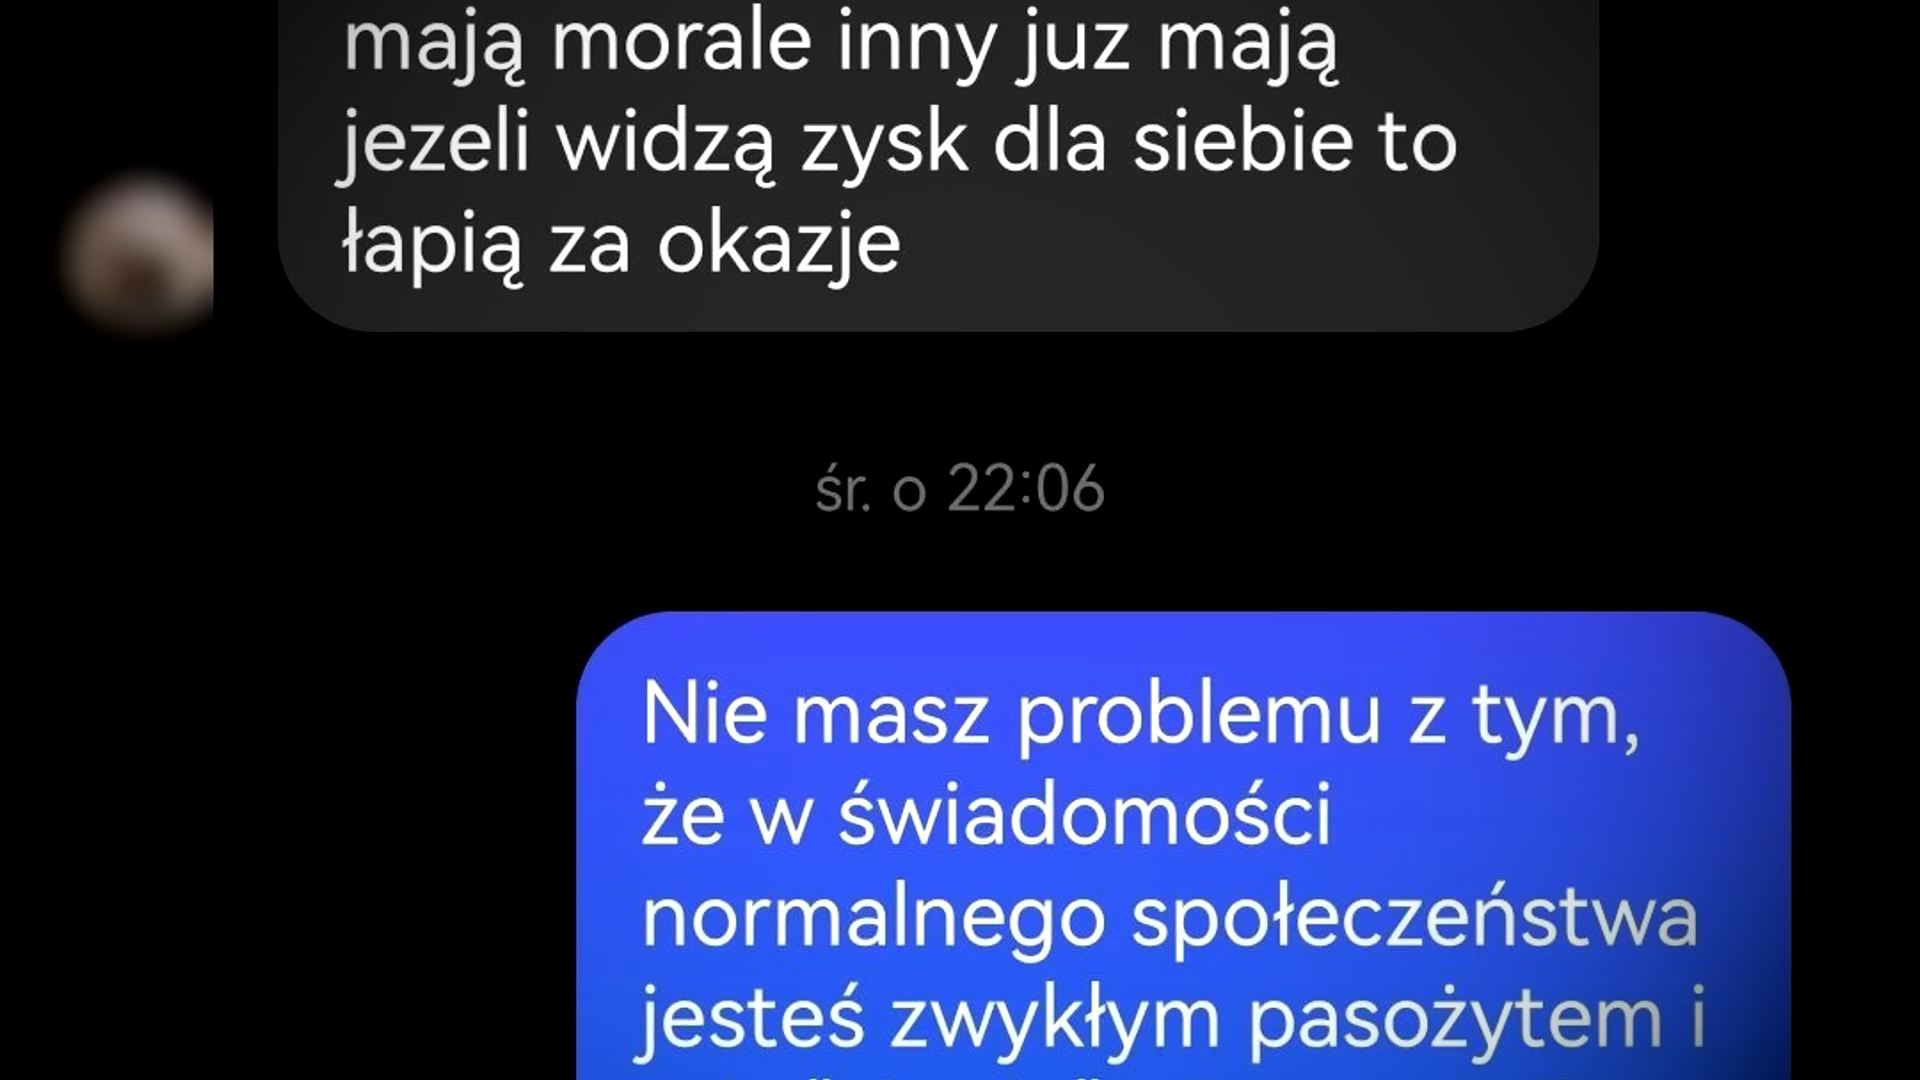 mają morale inny juz mają
jezeli widzą zysk dla siebie to
łapią za okazje
śr. o 22:06
Nie masz problemu z tym,
że w świadomości
normalnego społeczeństwa
jesteś zwykłym pasożytem i